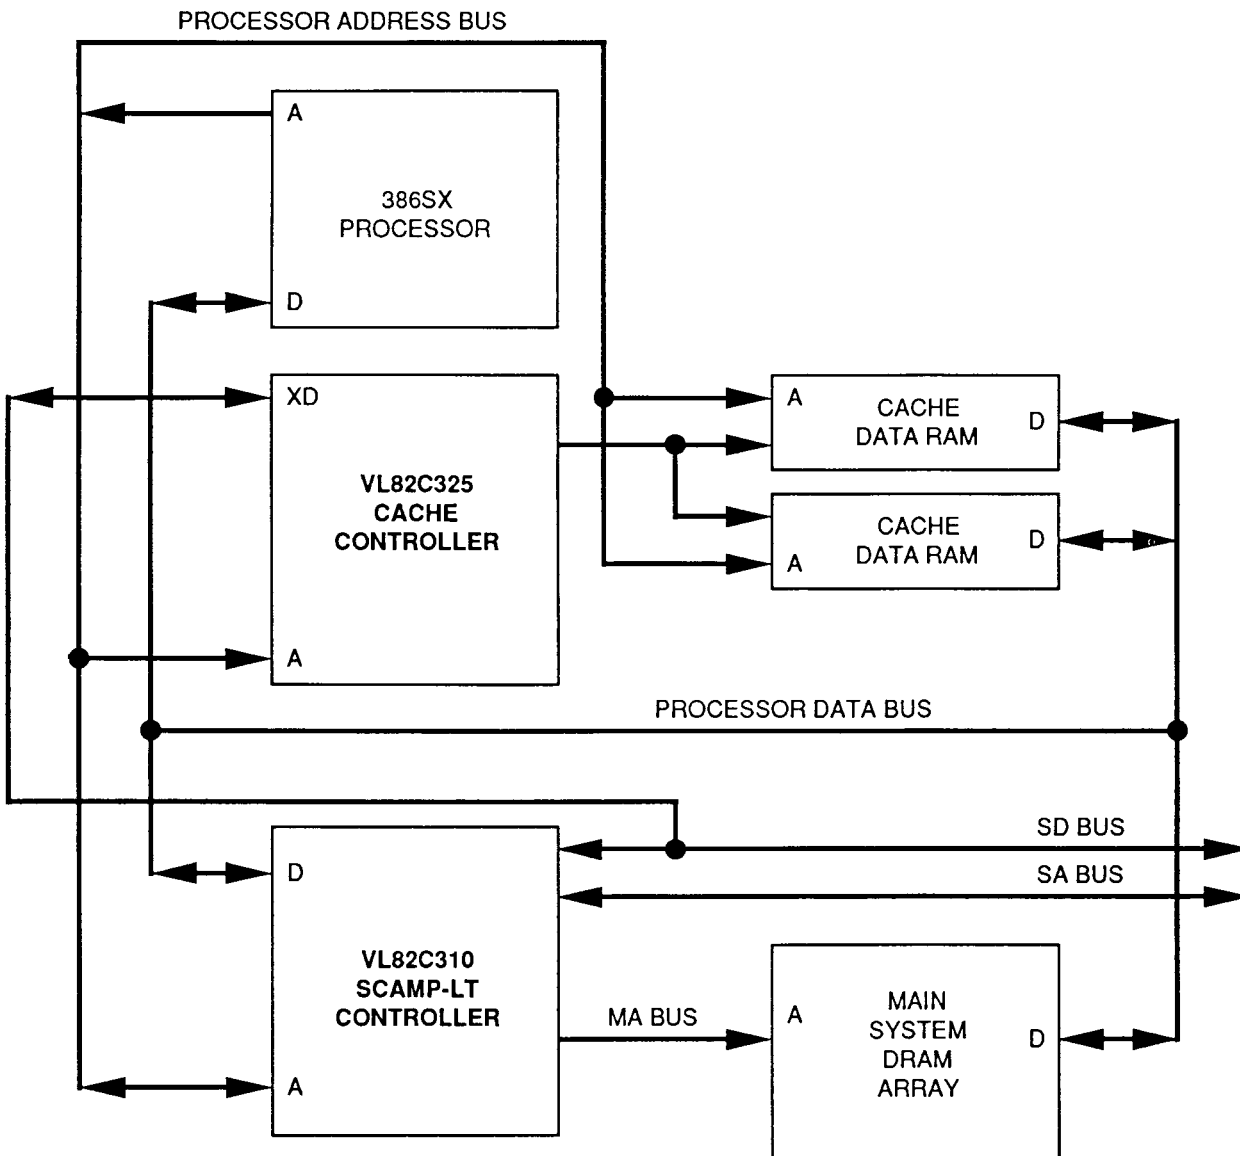 PROCESSOR ADDRESS BUS
A
386SX
PROCESSOR
D
XD
VL82C325
CACHE
CONTROLLER
A
A
CACHE
DATA RAM
D
CACHE
DATA RAM
D
A
PROCESSOR DATA BUS
SD BUS
SA BUS
D
VL82C310
SCAMP-LT
CONTROLLER
A
MA BUS
A
MAIN
SYSTEM
DRAM
ARRAY
D